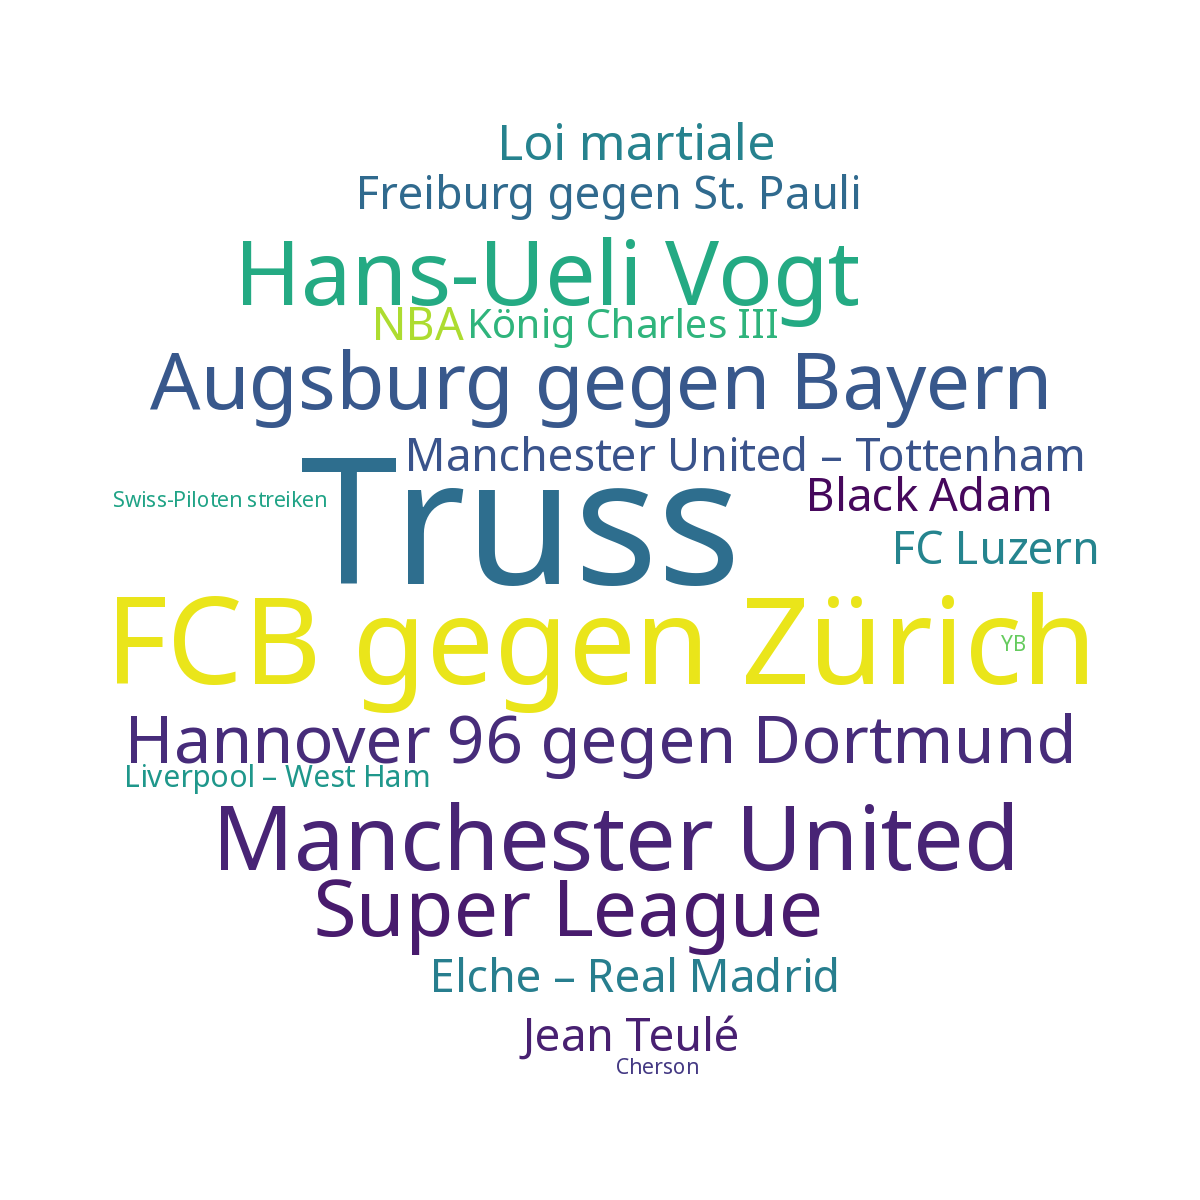 Loi martiale
Freiburg gegen St. Pauli
Hans-Ueli Vogt
NBA
König Charles III
Augsburg gegen Bayern
Manchester United – Tottenham
Truss
Swiss-Piloten streiken
Black Adam
FC Luzern
FCB gegen Zürich
YB
Hannover 96 gegen Dortmund
Liverpool – West Ham
Manchester United
Super League
Elche – Real Madrid
Jean Teulé
Cherson